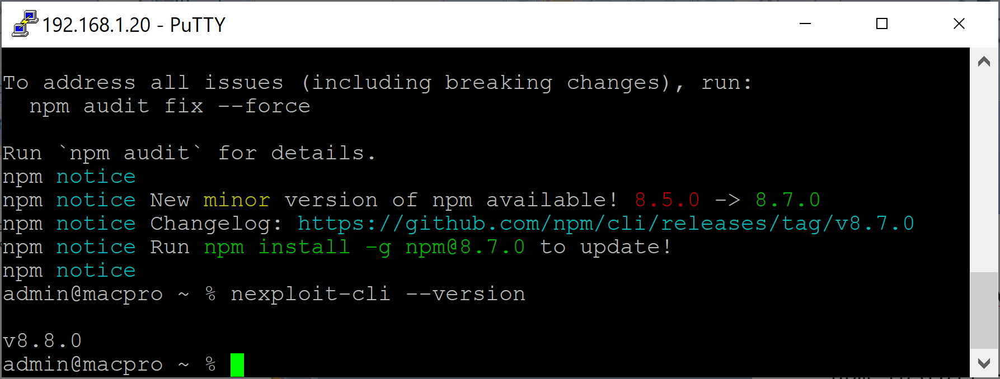 192.168.1.20 - PuTTY
To address all issues (including breaking changes), run:
  npm audit fix --force
Run `npm audit` for details.
npm notice
npm notice New minor version of npm available! 8.5.0 -> 8.7.0
npm notice Changelog: https://github.com/npm/cli/releases/tag/v8.7.0
npm notice Run npm install -g npm@8.7.0 to update!
npm notice
admin@macpro ~ % nexploit-cli --version
v8.8.0
admin@macpro ~ %